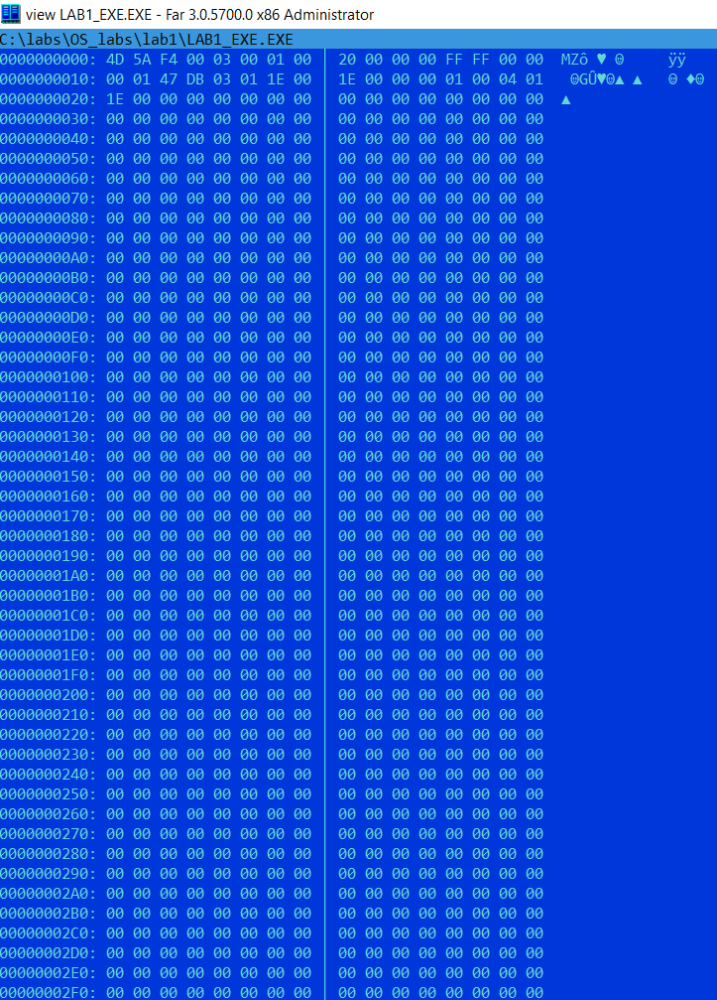 view LAB1_EXE.EXE - Far 3.0.5700.0 x86 Administrator
C:\labs\OS_labs\lab1\LAB1_EXE.EXE
0000000000: 4D 5A F4 00 03 00 01 00 │ 20 00 00 00 FF FF 00 00 MZô ♥ ☺ ÿÿ
0000000010: 00 01 47 DB 03 01 1E 00 │ 1E 00 00 00 01 00 04 01 ☺GÛ♥☺▲ ▲ ☺ ♦☺
0000000020: 1E 00 00 00 00 00 00 00 │ 00 00 00 00 00 00 00 00 ▲
0000000030: 00 00 00 00 00 00 00 00 │ 00 00 00 00 00 00 00 00
0000000040: 00 00 00 00 00 00 00 00 │ 00 00 00 00 00 00 00 00
0000000050: 00 00 00 00 00 00 00 00 │ 00 00 00 00 00 00 00 00
0000000060: 00 00 00 00 00 00 00 00 │ 00 00 00 00 00 00 00 00
0000000070: 00 00 00 00 00 00 00 00 │ 00 00 00 00 00 00 00 00
0000000080: 00 00 00 00 00 00 00 00 │ 00 00 00 00 00 00 00 00
0000000090: 00 00 00 00 00 00 00 00 │ 00 00 00 00 00 00 00 00
00000000A0: 00 00 00 00 00 00 00 00 │ 00 00 00 00 00 00 00 00
00000000B0: 00 00 00 00 00 00 00 00 │ 00 00 00 00 00 00 00 00
00000000C0: 00 00 00 00 00 00 00 00 │ 00 00 00 00 00 00 00 00
00000000D0: 00 00 00 00 00 00 00 00 │ 00 00 00 00 00 00 00 00
00000000E0: 00 00 00 00 00 00 00 00 │ 00 00 00 00 00 00 00 00
00000000F0: 00 00 00 00 00 00 00 00 │ 00 00 00 00 00 00 00 00
0000000100: 00 00 00 00 00 00 00 00 │ 00 00 00 00 00 00 00 00
0000000110: 00 00 00 00 00 00 00 00 │ 00 00 00 00 00 00 00 00
0000000120: 00 00 00 00 00 00 00 00 │ 00 00 00 00 00 00 00 00
0000000130: 00 00 00 00 00 00 00 00 │ 00 00 00 00 00 00 00 00
0000000140: 00 00 00 00 00 00 00 00 │ 00 00 00 00 00 00 00 00
0000000150: 00 00 00 00 00 00 00 00 │ 00 00 00 00 00 00 00 00
0000000160: 00 00 00 00 00 00 00 00 │ 00 00 00 00 00 00 00 00
0000000170: 00 00 00 00 00 00 00 00 │ 00 00 00 00 00 00 00 00
0000000180: 00 00 00 00 00 00 00 00 │ 00 00 00 00 00 00 00 00
0000000190: 00 00 00 00 00 00 00 00 │ 00 00 00 00 00 00 00 00
00000001A0: 00 00 00 00 00 00 00 00 │ 00 00 00 00 00 00 00 00
00000001B0: 00 00 00 00 00 00 00 00 │ 00 00 00 00 00 00 00 00
00000001C0: 00 00 00 00 00 00 00 00 │ 00 00 00 00 00 00 00 00
00000001D0: 00 00 00 00 00 00 00 00 │ 00 00 00 00 00 00 00 00
00000001E0: 00 00 00 00 00 00 00 00 │ 00 00 00 00 00 00 00 00
00000001F0: 00 00 00 00 00 00 00 00 │ 00 00 00 00 00 00 00 00
0000000200: 00 00 00 00 00 00 00 00 │ 00 00 00 00 00 00 00 00
0000000210: 00 00 00 00 00 00 00 00 │ 00 00 00 00 00 00 00 00
0000000220: 00 00 00 00 00 00 00 00 │ 00 00 00 00 00 00 00 00
0000000230: 00 00 00 00 00 00 00 00 │ 00 00 00 00 00 00 00 00
0000000240: 00 00 00 00 00 00 00 00 │ 00 00 00 00 00 00 00 00
0000000250: 00 00 00 00 00 00 00 00 │ 00 00 00 00 00 00 00 00
0000000260: 00 00 00 00 00 00 00 00 │ 00 00 00 00 00 00 00 00
0000000270: 00 00 00 00 00 00 00 00 │ 00 00 00 00 00 00 00 00
0000000280: 00 00 00 00 00 00 00 00 │ 00 00 00 00 00 00 00 00
0000000290: 00 00 00 00 00 00 00 00 │ 00 00 00 00 00 00 00 00
00000002A0: 00 00 00 00 00 00 00 00 │ 00 00 00 00 00 00 00 00
00000002B0: 00 00 00 00 00 00 00 00 │ 00 00 00 00 00 00 00 00
00000002C0: 00 00 00 00 00 00 00 00 │ 00 00 00 00 00 00 00 00
00000002D0: 00 00 00 00 00 00 00 00 │ 00 00 00 00 00 00 00 00
00000002E0: 00 00 00 00 00 00 00 00 │ 00 00 00 00 00 00 00 00
00000002F0: 00 00 00 00 00 00 00 00 │ 00 00 00 00 00 00 00 00